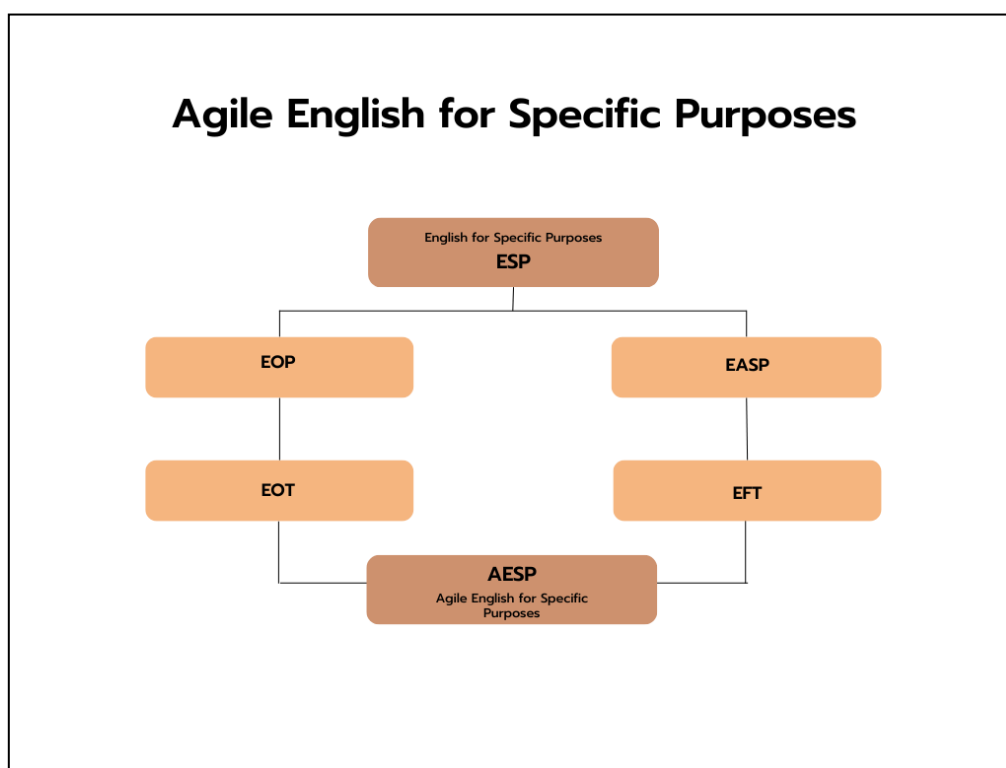 Agile English for Specific Purposes
English for Specific Purposes
ESP
EOP
EASP
EOT
EFT
AESP
Agile English for Specific
Purposes